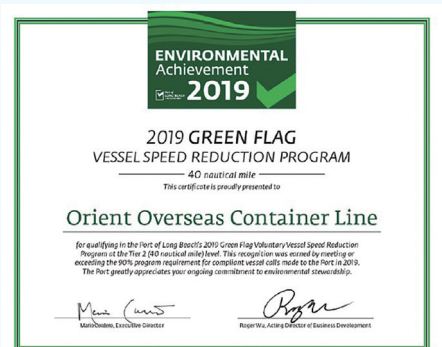 ENVIRONMENTAL
Achievement
Port of
LONG BEACH
2019
2019 GREEN FLAG
VESSEL SPEED REDUCTION PROGRAM
40 nautical mile
This certificate is proudly presented to
Orient Overseas Container Line
for qualifying in the Port of Long Beach's 2019 Green Flag Voluntary Vessel Speed Reduction
Program at the Tier 2 (40 nautical mile) level. This recognition was earned by meeting or
exceeding the 90% program requirement for compliant vessel calls made to the Port in 2019.
The Port greatly appreciates your ongoing commitment to environmental stewardship.
Mario Cordero, Executive Director
Roger Wu, Acting Director of Business Development